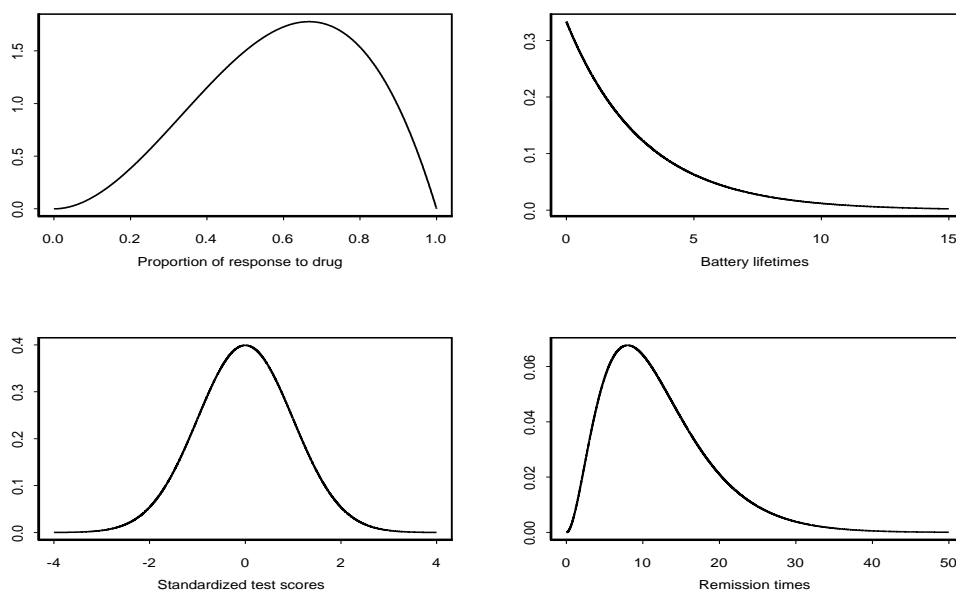 1.5
1.0
0.5
0.0
0.0 0.2 0.4 0.6 0.8 1.0
Proportion of response to drug
0.3
0.2
0.1
0.0
0 5 10 15
Battery lifetimes
0.4
0.3
0.2
0.1
0.0
-4 -2 0 2 4
Standardized test scores
0.06
0.04
0.02
0.00
0 10 20 30 40 50
Remission times